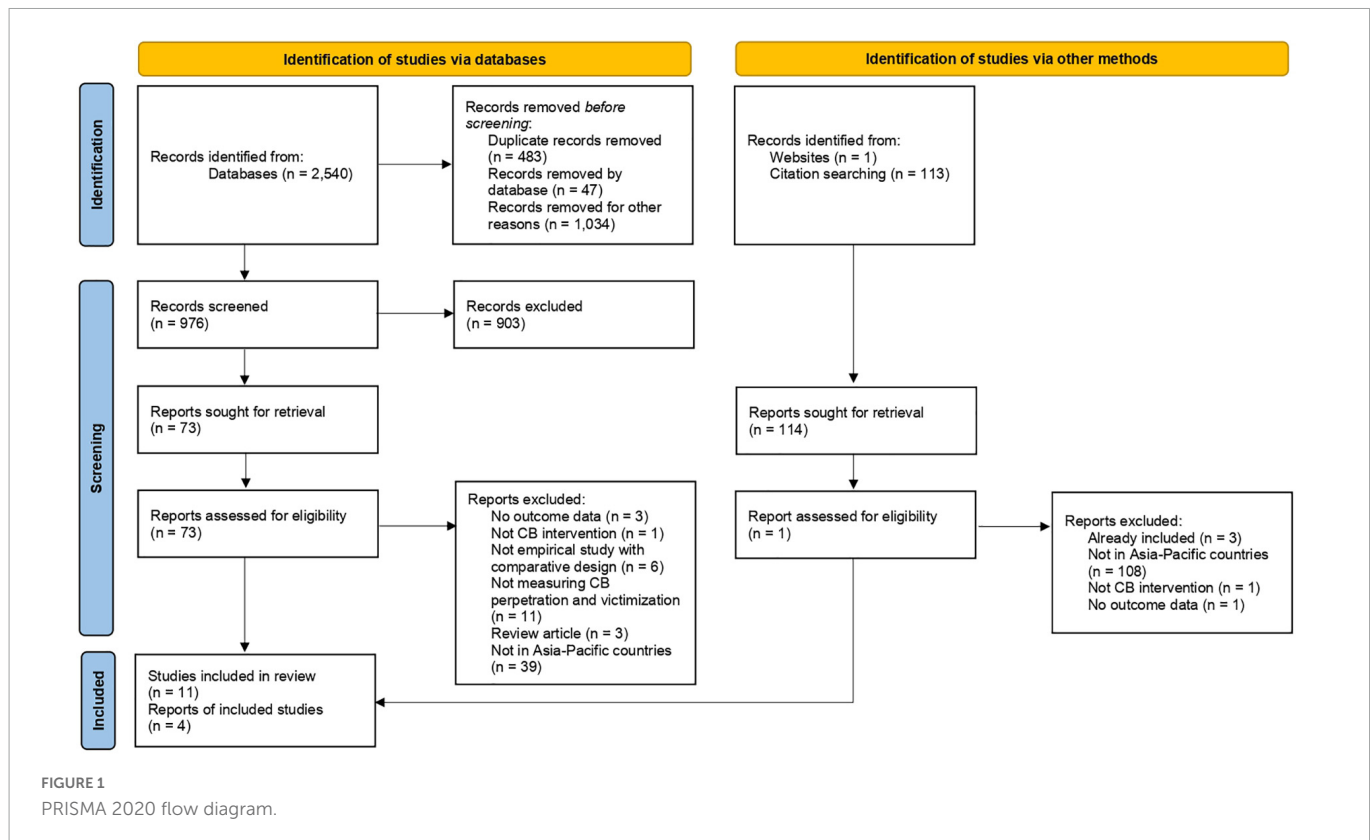 Identification of studies via databases
Identification of studies via other methods
Identification
Records identified from:
Databases (n = 2,540)
Records removed before
screening:
Duplicate records removed
(n = 483)
Records removed by
database (n = 47)
Records removed for other
reasons (n = 1,034)
Records identified from:
Websites (n = 1)
Citation searching (n = 113)
Screening
Records screened
(n = 976)
Records excluded
(n = 903)
Reports sought for retrieval
(n = 73)
Reports sought for retrieval
(n = 114)
Reports assessed for eligibility
(n = 73)
Reports excluded:
No outcome data (n = 3)
Not CB intervention (n = 1)
Not empirical study with
comparative design (n = 6)
Not measuring CB
perpetration and victimization
(n = 11)
Review article (n = 3)
Not in Asia-Pacific countries
(n = 39)
Report assessed for eligibility
(n = 1)
Reports excluded:
Already included (n = 3)
Not in Asia-Pacific countries
(n = 108)
Not CB intervention (n = 1)
No outcome data (n = 1)
Included
Studies included in review
(n = 11)
Reports of included studies
(n = 4)
FIGURE 1
PRISMA 2020 flow diagram.